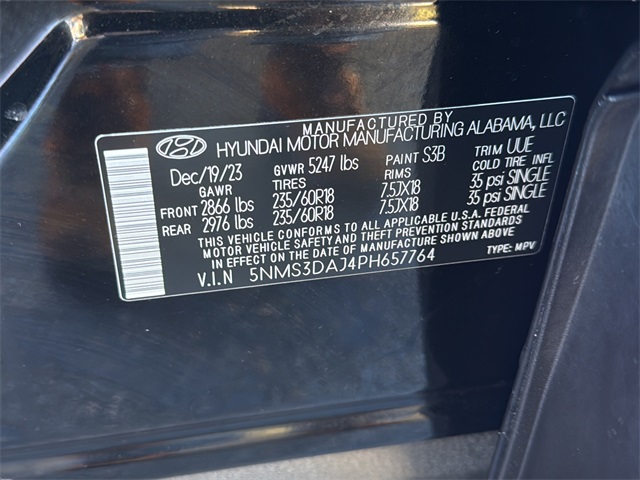 MANUFACTURED BY
HYUNDAI MOTOR MANUFACTURING ALABAMA, LLC
Dec/19/23 GVWR 5247 lbs PAINT S3B TRIM UUE
GAWR TIRES RIMS COLD TIRE INFL
FRONT 2866 lbs 235/60R18 7.5JX18 35 psi SINGLE
REAR 2976 lbs 235/60R18 7.5JX18 35 psi SINGLE
THIS VEHICLE CONFORMS TO ALL APPLICABLE U.S.A. FEDERAL
MOTOR VEHICLE SAFETY AND THEFT PREVENTION STANDARDS
IN EFFECT ON THE DATE OF MANUFACTURE SHOWN ABOVE
V.I.N 5NMS3DAJ4PH657764 TYPE: MPV